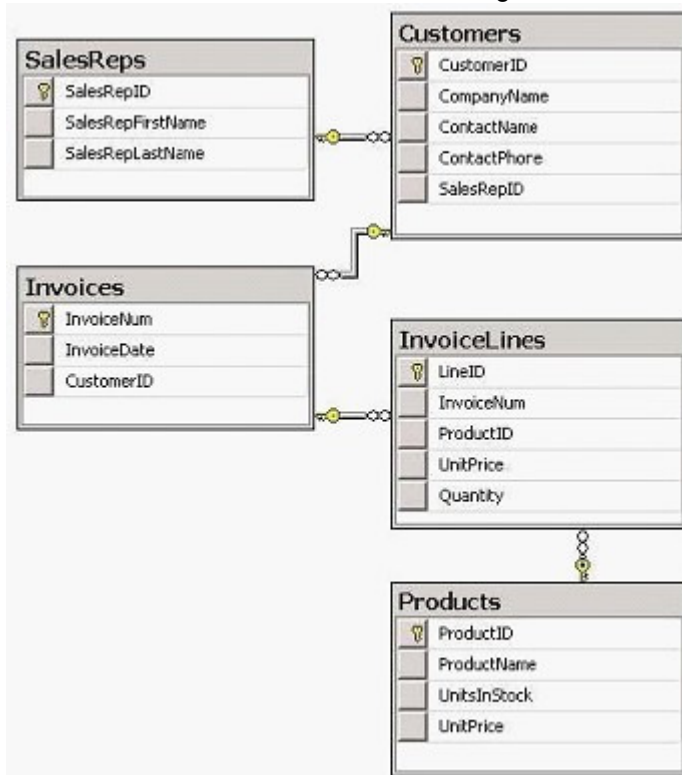 SalesReps
SalesRepID
SalesRepFirstName
SalesRepLastName
Customers
CustomerID
CompanyName
ContactName
ContactPhone
SalesRepID
Invoices
InvoiceNum
InvoiceDate
CustomerID
InvoiceLines
LineID
InvoiceNum
ProductID
UnitPrice
Quantity
Products
ProductID
ProductName
UnitsInStock
UnitPrice